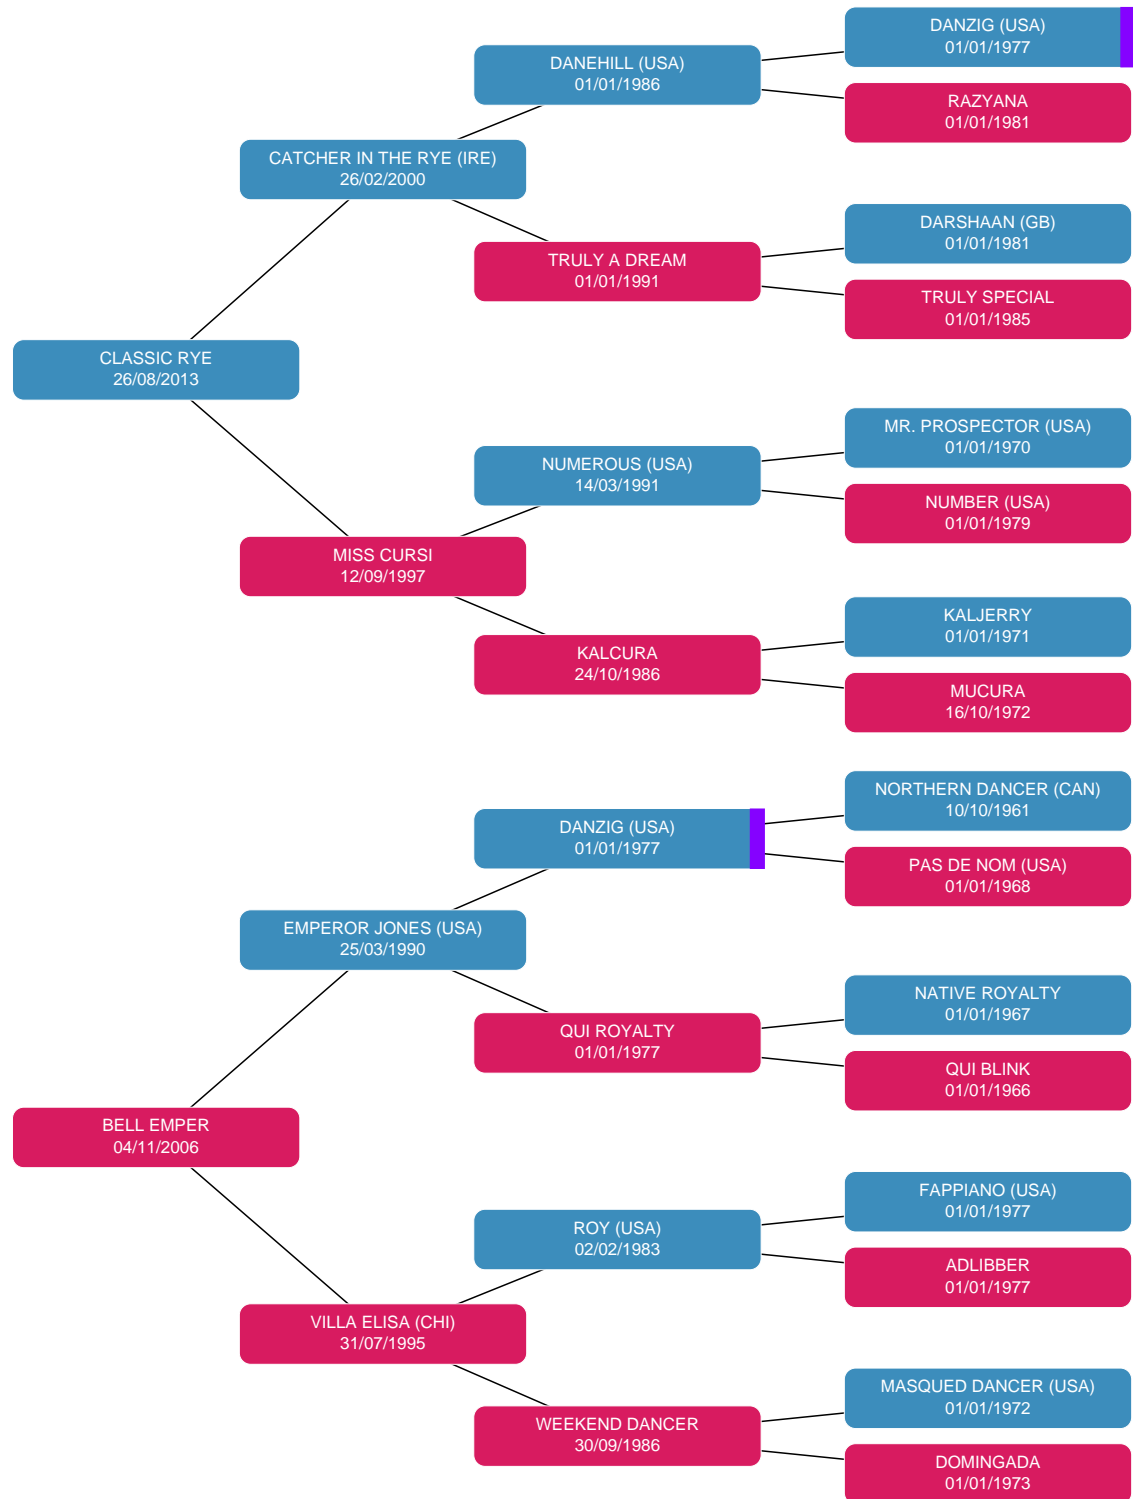 DANZIG (USA)
01/01/1977
DANEHILL (USA)
01/01/1986
RAZYANA
01/01/1981
CATCHER IN THE RYE (IRE)
26/02/2000
DARSHAAN (GB)
01/01/1981
TRULY A DREAM
01/01/1991
TRULY SPECIAL
01/01/1985
CLASSIC RYE
26/08/2013
MR. PROSPECTOR (USA)
01/01/1970
NUMEROUS (USA)
14/03/1991
NUMBER (USA)
01/01/1979
MISS CURSI
12/09/1997
KALJERRY
01/01/1971
KALCURA
24/10/1986
MUCURA
16/10/1972
NORTHERN DANCER (CAN)
10/10/1961
DANZIG (USA)
01/01/1977
PAS DE NOM (USA)
01/01/1968
EMPEROR JONES (USA)
25/03/1990
NATIVE ROYALTY
01/01/1967
QUI ROYALTY
01/01/1977
QUI BLINK
01/01/1966
BELL EMPER
04/11/2006
FAPPIANO (USA)
01/01/1977
ROY (USA)
02/02/1983
ADLIBBER
01/01/1977
VILLA ELISA (CHI)
31/07/1995
MASQUED DANCER (USA)
01/01/1972
WEEKEND DANCER
30/09/1986
DOMINGADA
01/01/1973